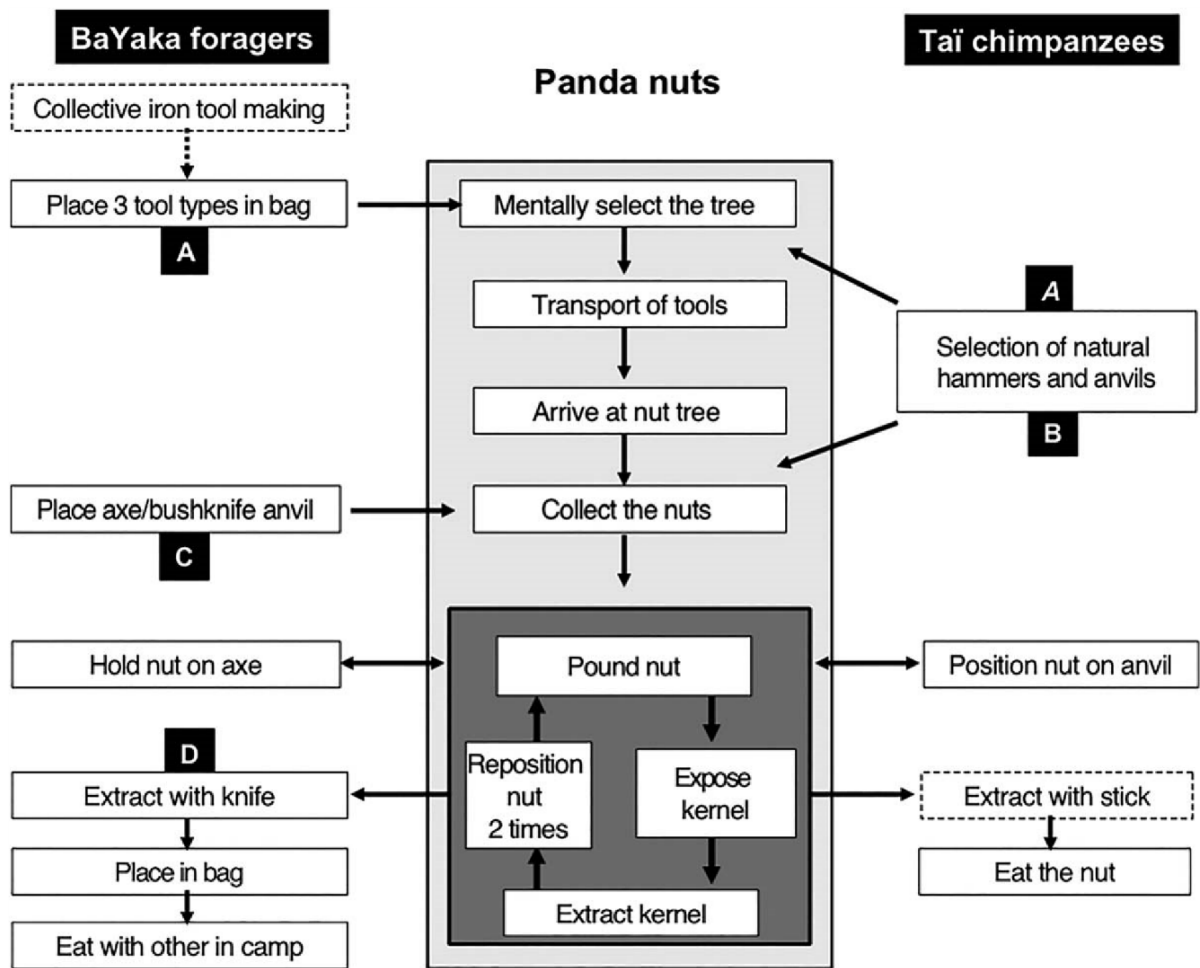 BaYaka foragers
Taï chimpanzees
Panda nuts
Collective iron tool making
Place 3 tool types in bag
A
Mentally select the tree
Transport of tools
A
Selection of natural
hammers and anvils
B
Arrive at nut tree
Place axe/bushknife anvil
C
Collect the nuts
Hold nut on axe
Pound nut
Position nut on anvil
D
Extract with knife
Reposition
nut
2 times
Expose
kernel
Extract with stick
Place in bag
Eat the nut
Extract kernel
Eat with other in camp